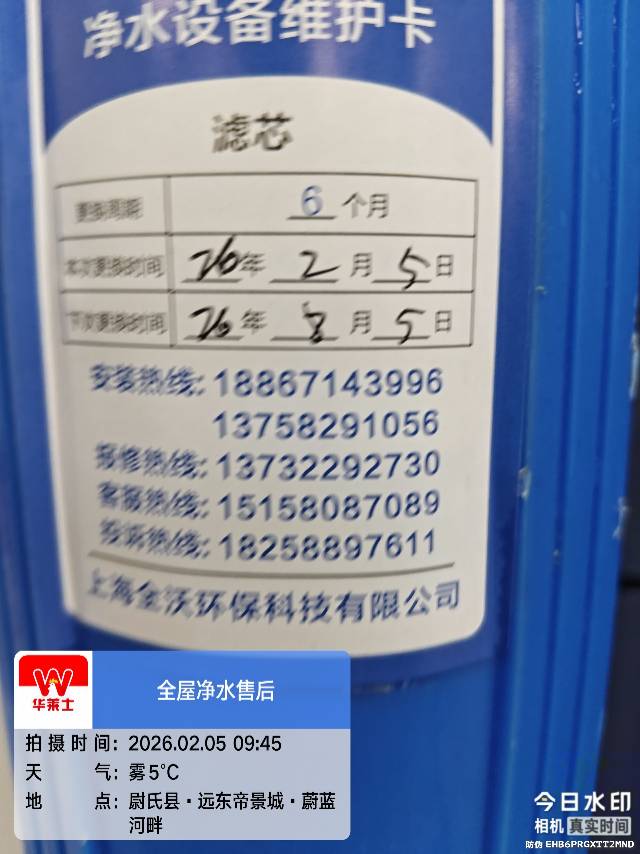 净水设备维护卡
滤芯
更换周期 6 个月
本次更换时间 26年 2月 5日
下次更换时间 26年 8月 5日
安装热线: 18867143996
13758291056
报修热线: 13732292730
客服热线: 15158087089
投诉热线: 18258897611
上海金沃环保科技有限公司
华莱士
全屋净水售后
拍摄时间: 2026.02.05 09:45
天气: 雾5℃
地点: 尉氏县·远东帝景城·蔚蓝
河畔
今日水印
相机 真实时间
防伪 EHB6PRGXTT2MND